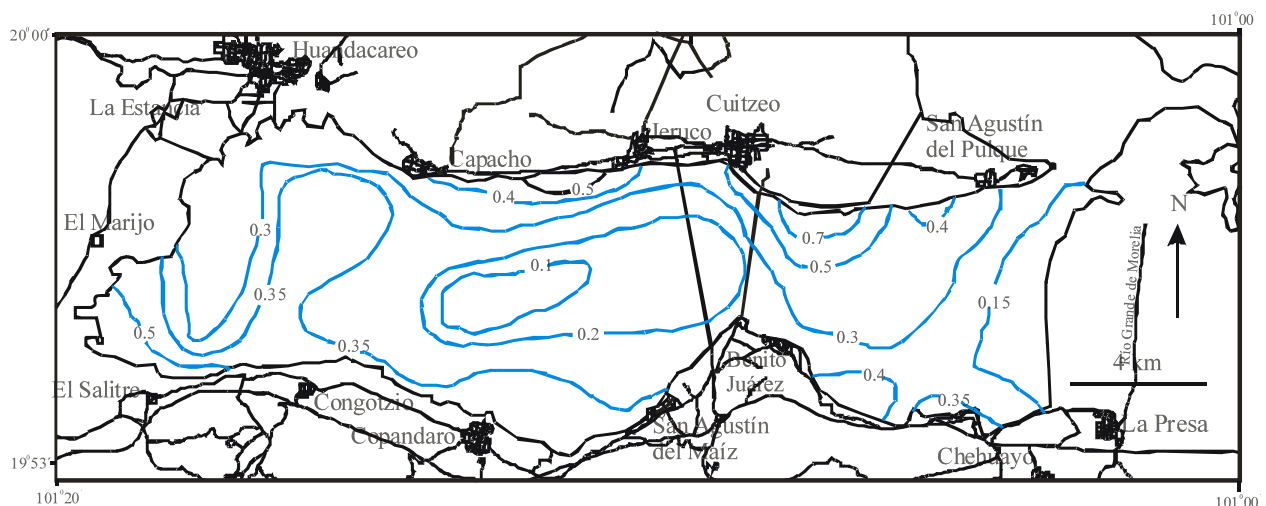 101°00'
20°00'
Huandacareo
La Estancia
Cuitzeo
Jeruco
San Agustín
del Pulque
Capacho
0.4
0.5
El Marijo
0.3
0.7
0.4
N
0.5
0.1
0.35
0.15
Río Grande de Morelia
0.5
0.2
0.3
0.35
Benito
Juárez
0.4
4 km
El Salitre
Congotzio
0.35
Copandaro
San Agustín
del Maíz
La Presa
Chehuayo
19°53'
101°20
101°00'